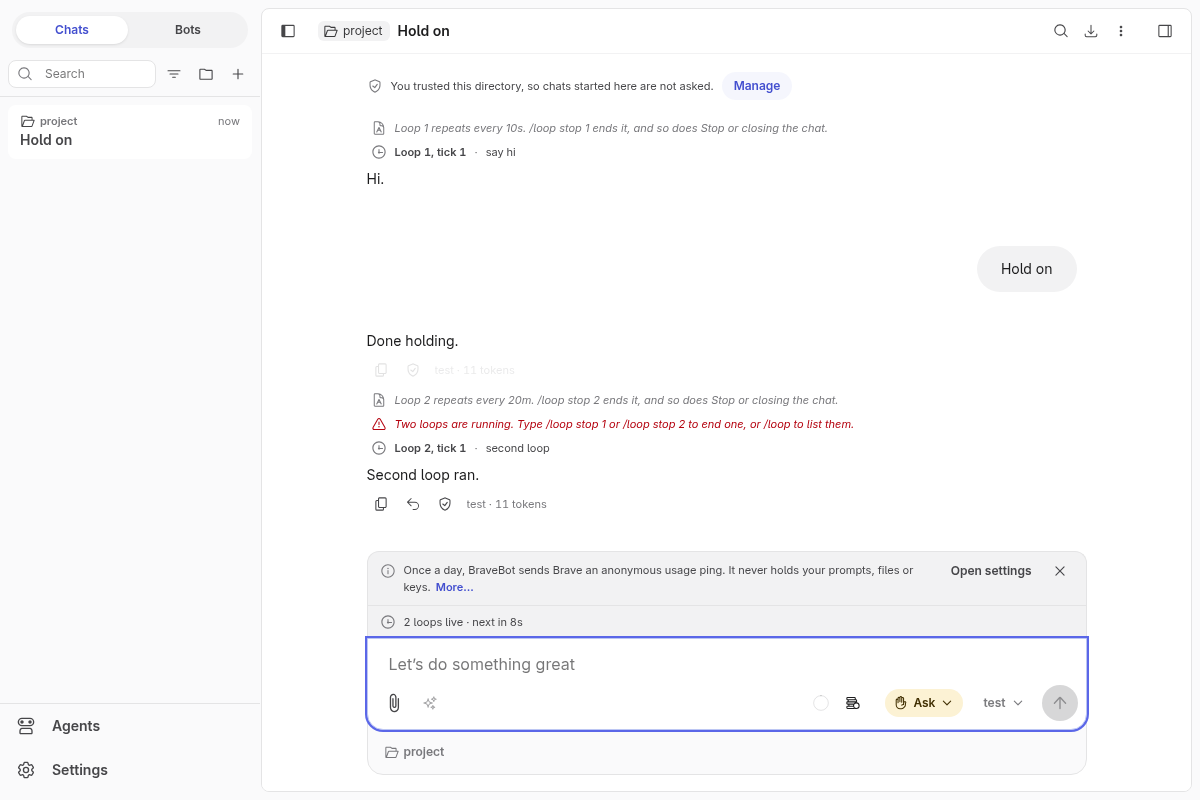 Chats
Bots
Search
project
now
Hold on
Agents
Settings
project
Hold on
You trusted this directory, so chats started here are not asked.
Manage
Loop 1 repeats every 10s. /loop stop 1 ends it, and so does Stop or closing the chat.
Loop 1, tick 1 · say hi
Hi.
Hold on
Done holding.
test · 11 tokens
Loop 2 repeats every 20m. /loop stop 2 ends it, and so does Stop or closing the chat.
Two loops are running. Type /loop stop 1 or /loop stop 2 to end one, or /loop to list them.
Loop 2, tick 1 · second loop
Second loop ran.
test · 11 tokens
Once a day, BraveBot sends Brave an anonymous usage ping. It never holds your prompts, files or
keys. More...
Open settings
2 loops live · next in 8s
Let's do something great
Ask
test
project